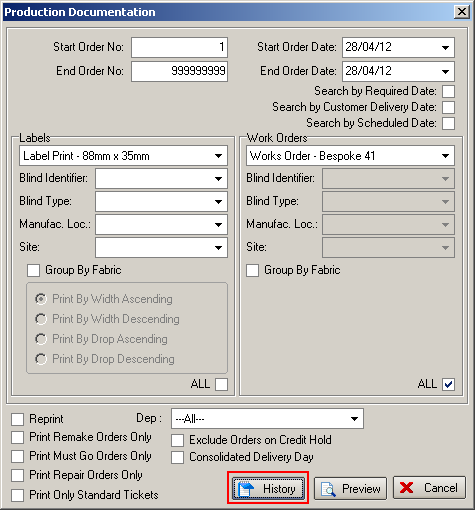 Production Documentation
Start Order No: 1 Start Order Date: 28/04/12
End Order No: 999999999 End Order Date: 28/04/12
Search by Required Date:
Search by Customer Delivery Date:
Search by Scheduled Date:
Labels Work Orders
Label Print - 88mm x 35mm Works Order - Bespoke 41
Blind Identifier: Blind Identifier:
Blind Type: Blind Type:
Manufac. Loc.: Manufac. Loc.:
Site: Site:
Group By Fabric Group By Fabric
Print By Width Ascending
Print By Width Descending
Print By Drop Ascending
Print By Drop Descending
ALL ALL
Reprint Dep : ---All---
Print Remake Orders Only Exclude Orders on Credit Hold
Print Must Go Orders Only Consolidated Delivery Day
Print Repair Orders Only
Print Only Standard Tickets
History Preview Cancel